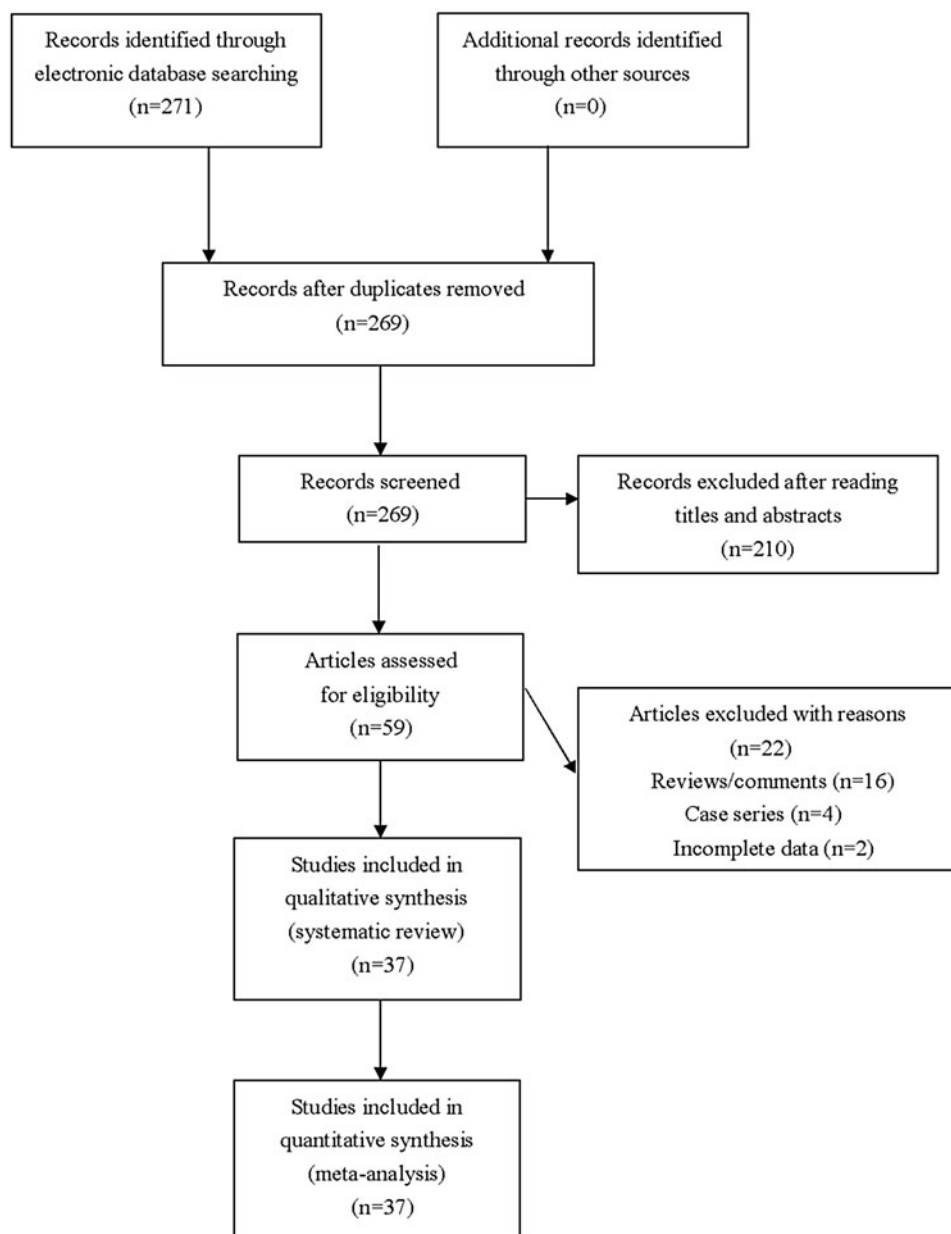 Records identified through
electronic database searching
(n=271)
Additional records identified
through other sources
(n=0)
Records after duplicates removed
(n=269)
Records screened
(n=269)
Records excluded after reading
titles and abstracts
(n=210)
Articles assessed
for eligibility
(n=59)
Articles excluded with reasons
(n=22)
Reviews/comments (n=16)
Case series (n=4)
Incomplete data (n=2)
Studies included in
qualitative synthesis
(systematic review)
(n=37)
Studies included in
quantitative synthesis
(meta-analysis)
(n=37)